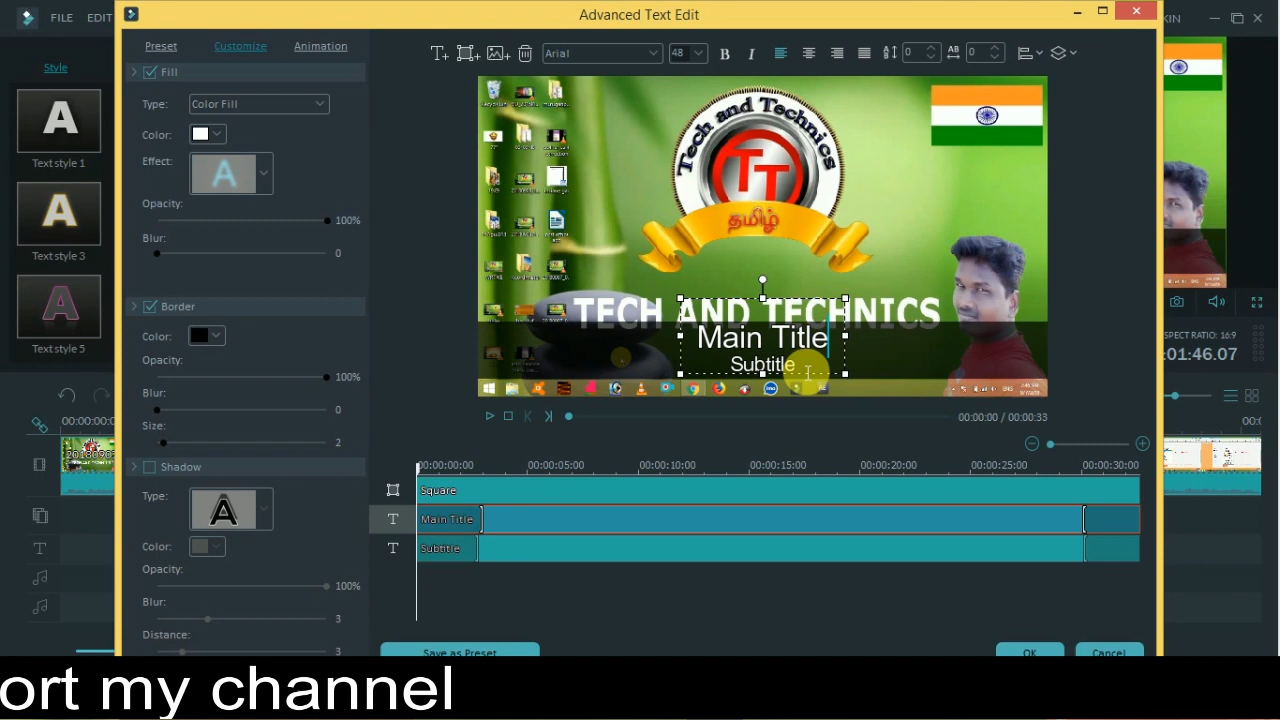 Advanced Text Edit
FILE EDIT
KIN
Preset Customize Animation
Arial 48 B I 0 AB 0
Style
Text style 1
Text style 3
Text style 5
Fill
Type: Color Fill
Color:
Effect:
Opacity:
100%
Blur:
0
Border
Color:
Opacity:
100%
Blur:
0
Size:
2
Shadow
Type:
Color:
Opacity:
100%
Blur:
3
Distance:
3
Tech and Technics
TT
தமிழ்
TECH AND TECHNICS
Main Title
Subtitle
00:00:00 / 00:00:33
ASPECT RATIO: 16:9
:01:46.07
00:00:00:0
00:00:00:00 00:00:05:00 00:00:10:00 00:00:15:00 00:00:20:00 00:00:25:00 00:00:30:00
Square
Main Title
Subtitle
Save as Preset OK Cancel
ort my channel